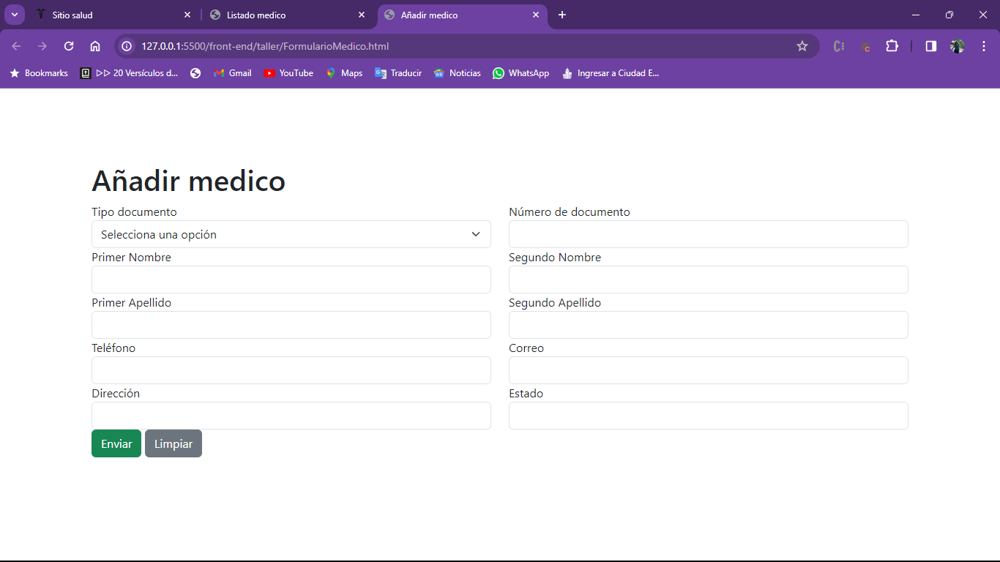 Sitio salud
Listado medico
Añadir medico
127.0.0.1:5500/front-end/taller/FormularioMedico.html
Bookmarks
▷▷ 20 Versículos d...
Gmail
YouTube
Maps
Traducir
Noticias
WhatsApp
Ingresar a Ciudad E...
Añadir medico
Tipo documento
Número de documento
Selecciona una opción
Primer Nombre
Segundo Nombre
Primer Apellido
Segundo Apellido
Teléfono
Correo
Dirección
Estado
Enviar
Limpiar